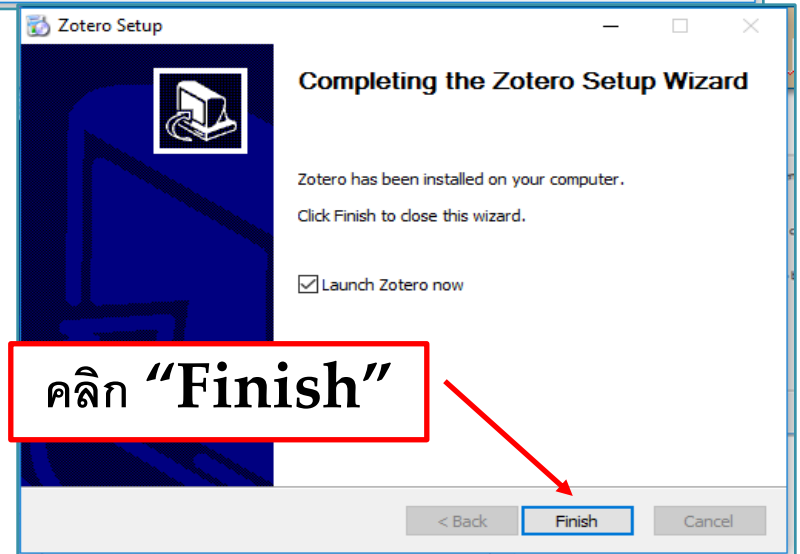 Zotero Setup
Completing the Zotero Setup Wizard
Zotero has been installed on your computer.
Click Finish to close this wizard.
Launch Zotero now
คลิก “Finish”
< Back
Finish
Cancel